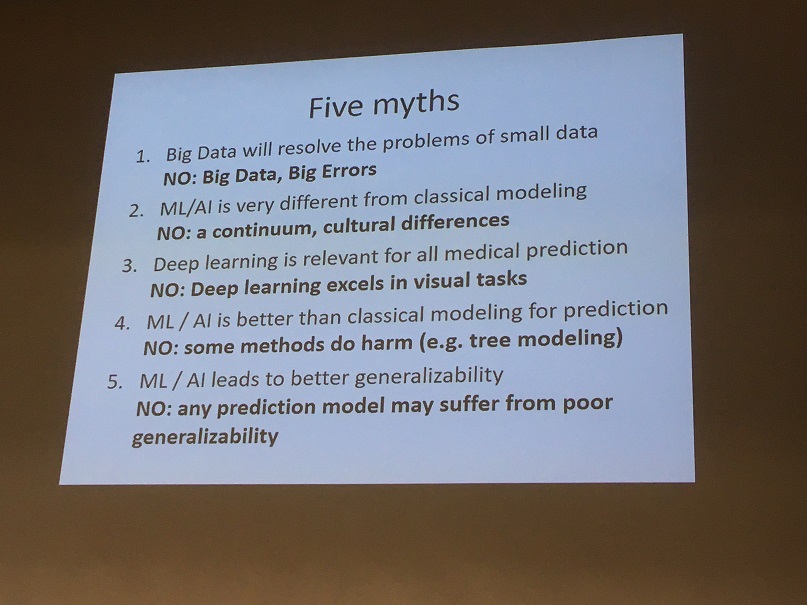 Five myths
1. Big Data will resolve the problems of small data
NO: Big Data, Big Errors
2. ML/AI is very different from classical modeling
NO: a continuum, cultural differences
3. Deep learning is relevant for all medical prediction
NO: Deep learning excels in visual tasks
4. ML / AI is better than classical modeling for prediction
NO: some methods do harm (e.g. tree modeling)
5. ML / AI leads to better generalizability
NO: any prediction model may suffer from poor
generalizability